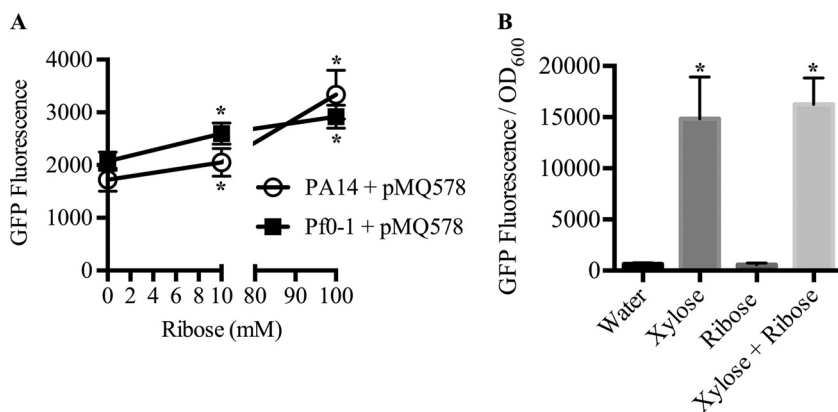 A
GFP Fluorescence
4000
3000
2000
1000
0
*
*
*
*
PA14 + pMQ578
Pf0-1 + pMQ578
0 2 4 6 8 10 80 90 100
Ribose (mM)
B
GFP Fluorescence / OD600
20000
15000
10000
5000
0
*
*
Water
Xylose
Ribose
Xylose + Ribose